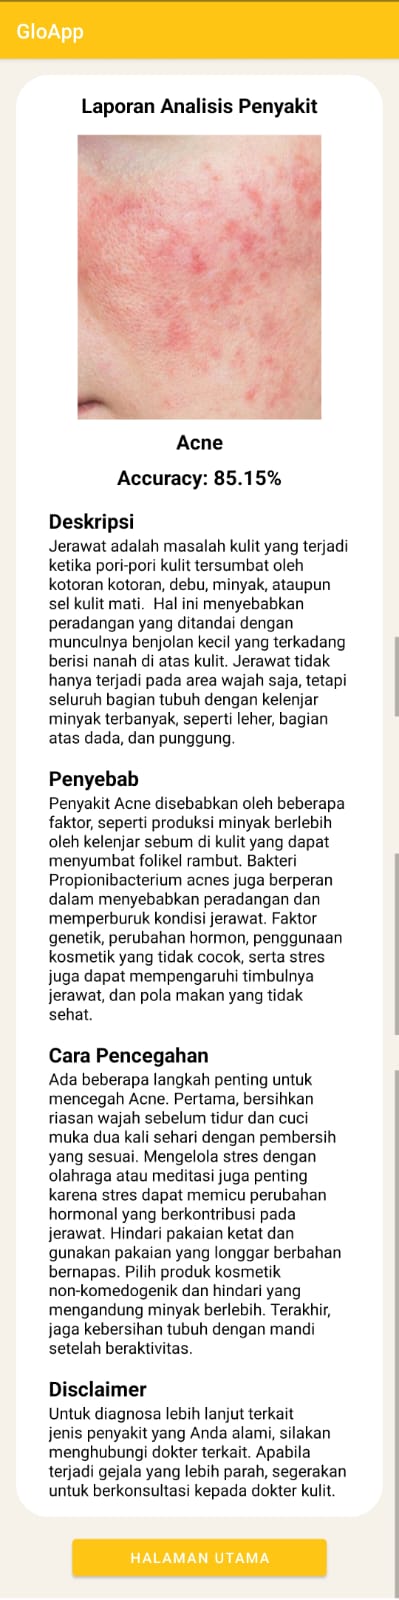 GloApp
Laporan Analisis Penyakit
Acne
Accuracy: 85.15%
Deskripsi
Jerawat adalah masalah kulit yang terjadi
ketika pori-pori kulit tersumbat oleh
kotoran kotoran, debu, minyak, ataupun
sel kulit mati.  Hal ini menyebabkan
peradangan yang ditandai dengan
munculnya benjolan kecil yang terkadang
berisi nanah di atas kulit. Jerawat tidak
hanya terjadi pada area wajah saja, tetapi
seluruh bagian tubuh dengan kelenjar
minyak terbanyak, seperti leher, bagian
atas dada, dan punggung.
Penyebab
Penyakit Acne disebabkan oleh beberapa
faktor, seperti produksi minyak berlebih
oleh kelenjar sebum di kulit yang dapat
menyumbat folikel rambut. Bakteri
Propionibacterium acnes juga berperan
dalam menyebabkan peradangan dan
memperburuk kondisi jerawat. Faktor
genetik, perubahan hormon, penggunaan
kosmetik yang tidak cocok, serta stres
juga dapat mempengaruhi timbulnya
jerawat, dan pola makan yang tidak
sehat.
Cara Pencegahan
Ada beberapa langkah penting untuk
mencegah Acne. Pertama, bersihkan
riasan wajah sebelum tidur dan cuci
muka dua kali sehari dengan pembersih
yang sesuai. Mengelola stres dengan
olahraga atau meditasi juga penting
karena stres dapat memicu perubahan
hormonal yang berkontribusi pada
jerawat. Hindari pakaian ketat dan
gunakan pakaian yang longgar berbahan
bernapas. Pilih produk kosmetik
non-komedogenik dan hindari yang
mengandung minyak berlebih. Terakhir,
jaga kebersihan tubuh dengan mandi
setelah beraktivitas.
Disclaimer
Untuk diagnosa lebih lanjut terkait
jenis penyakit yang Anda alami, silakan
menghubungi dokter terkait. Apabila
terjadi gejala yang lebih parah, segerakan
untuk berkonsultasi kepada dokter kulit.
HALAMAN UTAMA